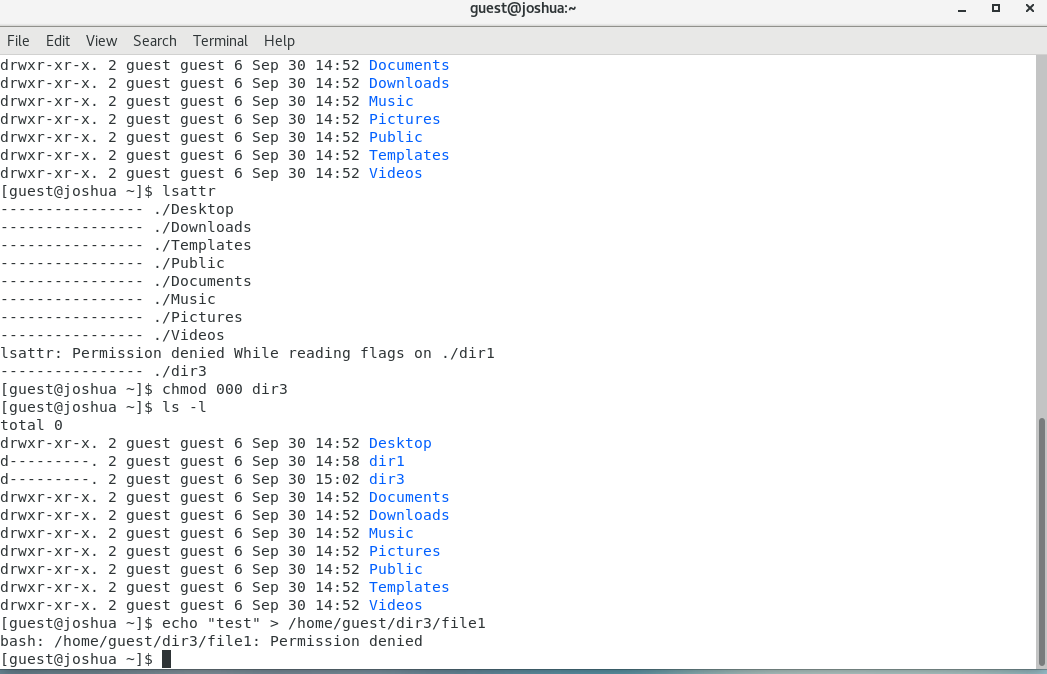 guest@joshua:~
File Edit View Search Terminal Help
drwxr-xr-x. 2 guest guest 6 Sep 30 14:52 Documents
drwxr-xr-x. 2 guest guest 6 Sep 30 14:52 Downloads
drwxr-xr-x. 2 guest guest 6 Sep 30 14:52 Music
drwxr-xr-x. 2 guest guest 6 Sep 30 14:52 Pictures
drwxr-xr-x. 2 guest guest 6 Sep 30 14:52 Public
drwxr-xr-x. 2 guest guest 6 Sep 30 14:52 Templates
drwxr-xr-x. 2 guest guest 6 Sep 30 14:52 Videos
[guest@joshua ~]$ lsattr
---------------- ./Desktop
---------------- ./Downloads
---------------- ./Templates
---------------- ./Public
---------------- ./Documents
---------------- ./Music
---------------- ./Pictures
---------------- ./Videos
lsattr: Permission denied While reading flags on ./dir1
---------------- ./dir3
[guest@joshua ~]$ chmod 000 dir3
[guest@joshua ~]$ ls -l
total 0
drwxr-xr-x. 2 guest guest 6 Sep 30 14:52 Desktop
d---------. 2 guest guest 6 Sep 30 14:58 dir1
d---------. 2 guest guest 6 Sep 30 15:02 dir3
drwxr-xr-x. 2 guest guest 6 Sep 30 14:52 Documents
drwxr-xr-x. 2 guest guest 6 Sep 30 14:52 Downloads
drwxr-xr-x. 2 guest guest 6 Sep 30 14:52 Music
drwxr-xr-x. 2 guest guest 6 Sep 30 14:52 Pictures
drwxr-xr-x. 2 guest guest 6 Sep 30 14:52 Public
drwxr-xr-x. 2 guest guest 6 Sep 30 14:52 Templates
drwxr-xr-x. 2 guest guest 6 Sep 30 14:52 Videos
[guest@joshua ~]$ echo "test" > /home/guest/dir3/file1
bash: /home/guest/dir3/file1: Permission denied
[guest@joshua ~]$